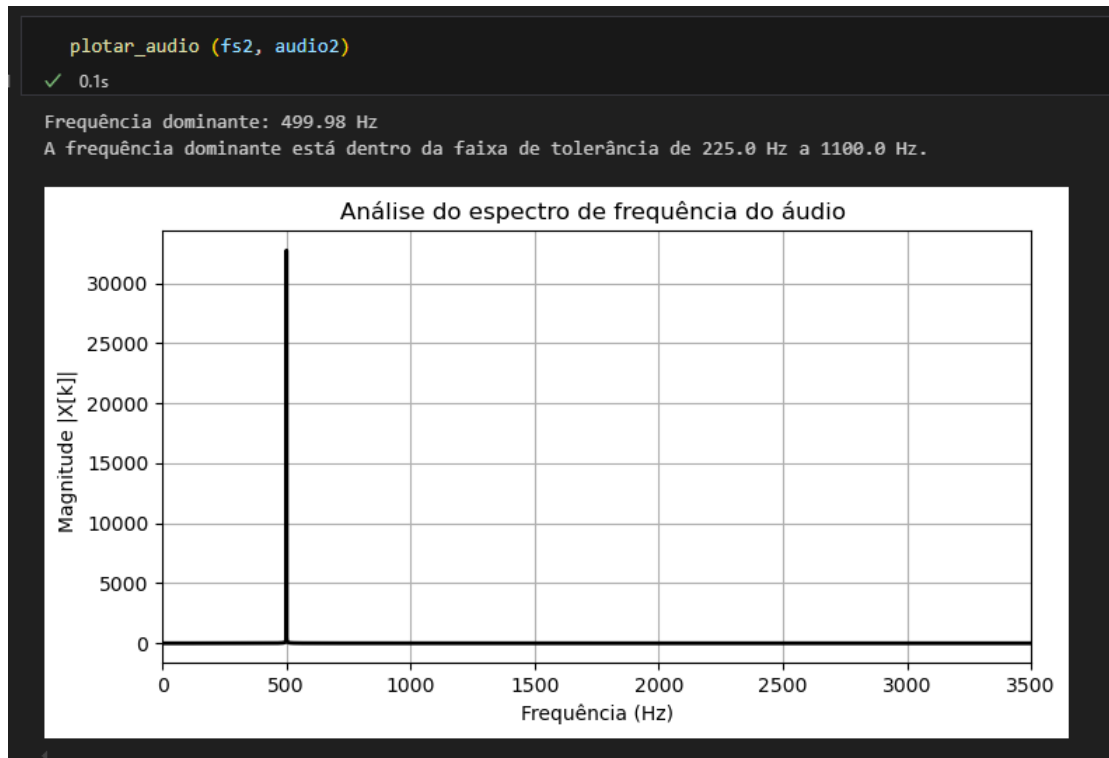 plotar_audio (fs2, audio2)
✓ 0.1s
Frequência dominante: 499.98 Hz
A frequência dominante está dentro da faixa de tolerância de 225.0 Hz a 1100.0 Hz.
Análise do espectro de frequência do áudio
30000
25000
20000
15000
10000
5000
0
Magnitude |X[k]|
0 500 1000 1500 2000 2500 3000 3500
Frequência (Hz)